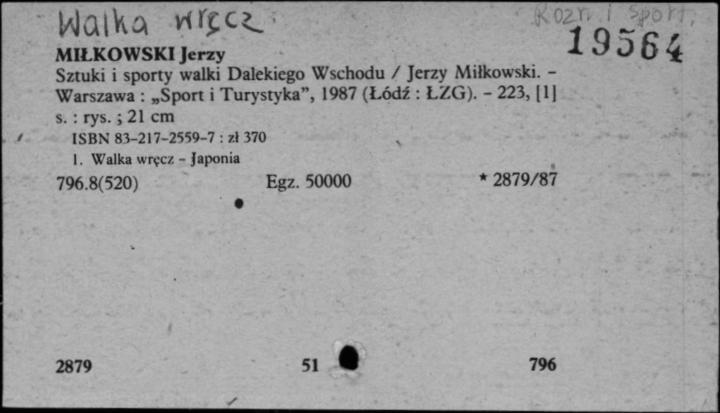 Walka wręcz
Rozr. i sport.
19564
MIŁKOWSKI Jerzy
Sztuki i sporty walki Dalekiego Wschodu / Jerzy Miłkowski. –
Warszawa : „Sport i Turystyka”, 1987 (Łódź : ŁZG). – 223, [1]
s. : rys. ; 21 cm
ISBN 83-217-2559-7 : zł 370
1. Walka wręcz – Japonia
796.8(520) Egz. 50000 * 2879/87
2879 51 796